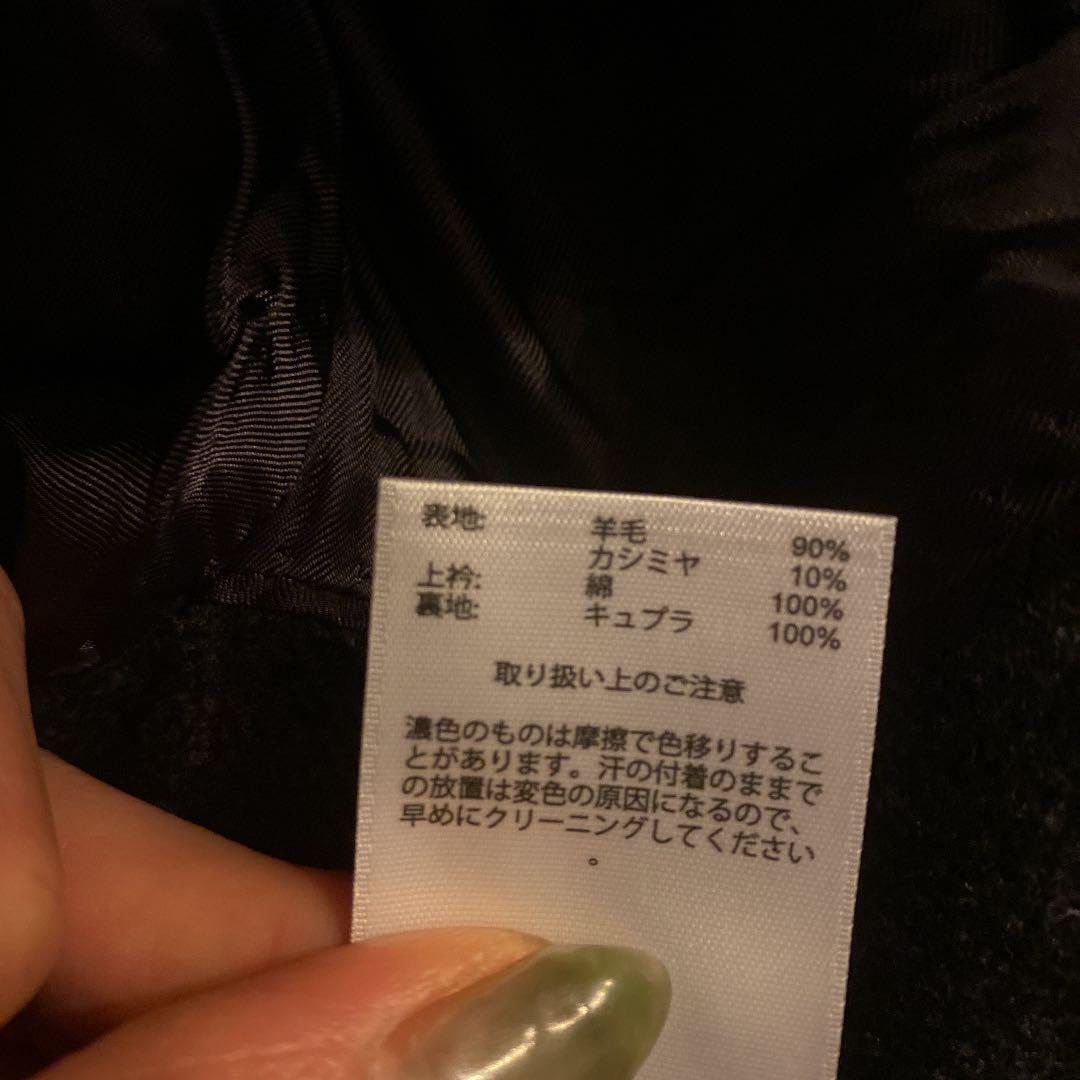 表地: 羊毛 90%
カシミヤ 10%
上衿: 綿 100%
裏地: キュプラ 100%
取り扱い上のご注意
濃色のものは摩擦で色移りするこ
とがあります。汗の付着のままで
の放置は変色の原因になるので、
早めにクリーニングしてください
。